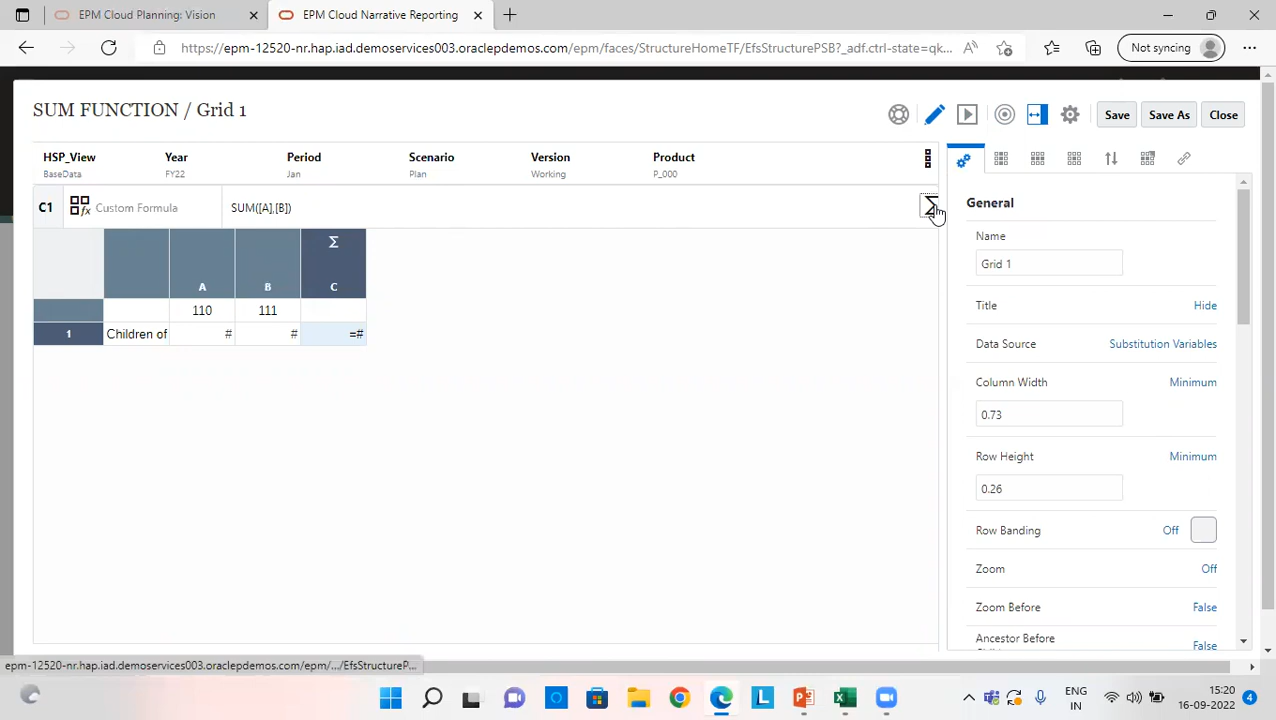 EPM Cloud Planning: Vision
EPM Cloud Narrative Reporting
https://epm-12520-nr.hap.iad.demoservices003.oraclepdemos.com/epm/faces/StructureHomeTF/EfsStructurePSB?_adf.ctrl-state=qk...
Not syncing
SUM FUNCTION / Grid 1
Save
Save As
Close
HSP_View
Year
Period
Scenario
Version
Product
BaseData
FY22
Jan
Plan
Working
P_000
C1
fx
Custom Formula
SUM([A],[B])
Σ
Σ
A
B
C
110
111
1
Children of
#
#
=#
General
Name
Grid 1
Title
Hide
Data Source
Substitution Variables
Column Width
Minimum
0.73
Row Height
Minimum
0.26
Row Banding
Off
Zoom
Off
Zoom Before
False
Ancestor Before
False
epm-12520-nr.hap.iad.demoservices003.oraclepdemos.com/epm/.../EfsStructureP...
ENG
IN
15:20
16-09-2022
4